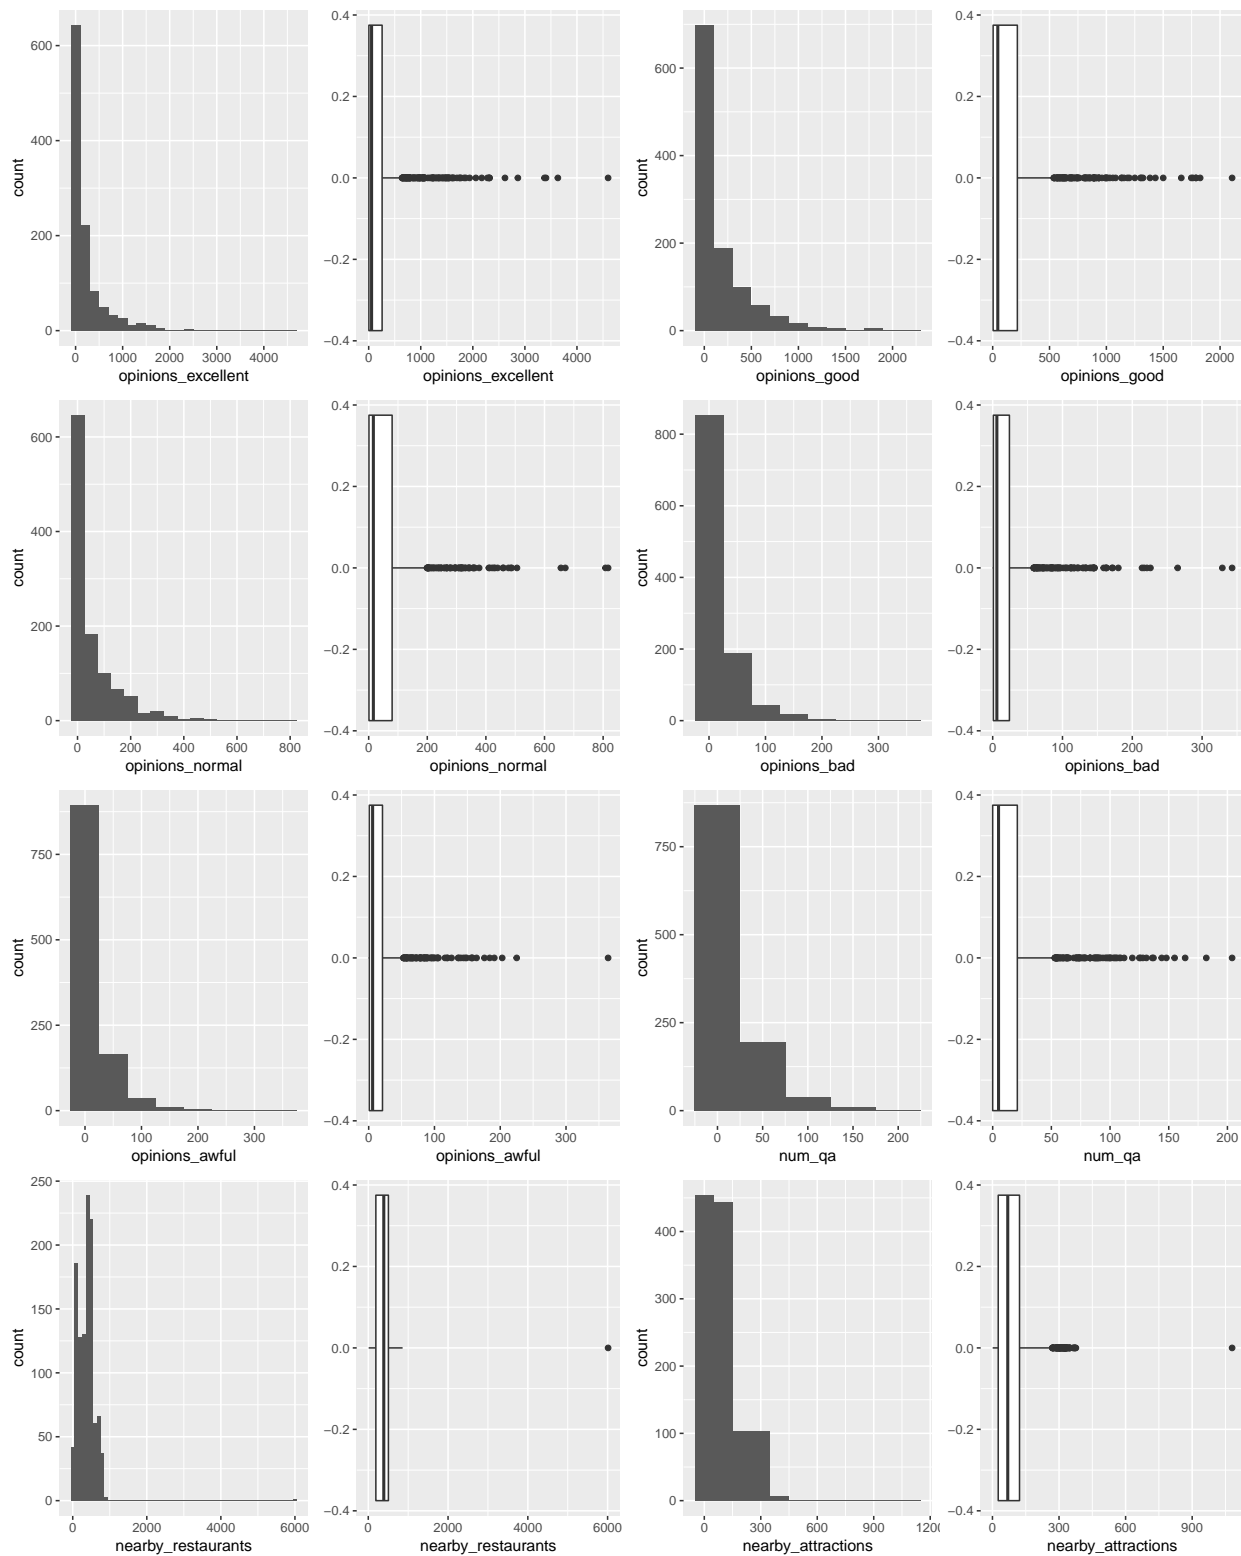 count
600
400
200
0
0 1000 2000 3000 4000
opinions_excellent
0.4
0.2
0.0
−0.2
−0.4
0 1000 2000 3000 4000
opinions_excellent
count
600
400
200
0
0 500 1000 1500 2000
opinions_good
0.4
0.2
0.0
−0.2
−0.4
0 500 1000 1500 2000
opinions_good
count
600
400
200
0
0 200 400 600 800
opinions_normal
0.4
0.2
0.0
−0.2
−0.4
0 200 400 600 800
opinions_normal
count
800
600
400
200
0
0 100 200 300
opinions_bad
0.4
0.2
0.0
−0.2
−0.4
0 100 200 300
opinions_bad
count
750
500
250
0
0 100 200 300
opinions_awful
0.4
0.2
0.0
−0.2
−0.4
0 100 200 300
opinions_awful
count
750
500
250
0
0 50 100 150 200
num_qa
0.4
0.2
0.0
−0.2
−0.4
0 50 100 150 200
num_qa
count
250
200
150
100
50
0
0 2000 4000 6000
nearby_restaurants
0.4
0.2
0.0
−0.2
−0.4
0 2000 4000 6000
nearby_restaurants
count
400
300
200
100
0
0 300 600 900 1200
nearby_attractions
0.4
0.2
0.0
−0.2
−0.4
0 300 600 900
nearby_attractions